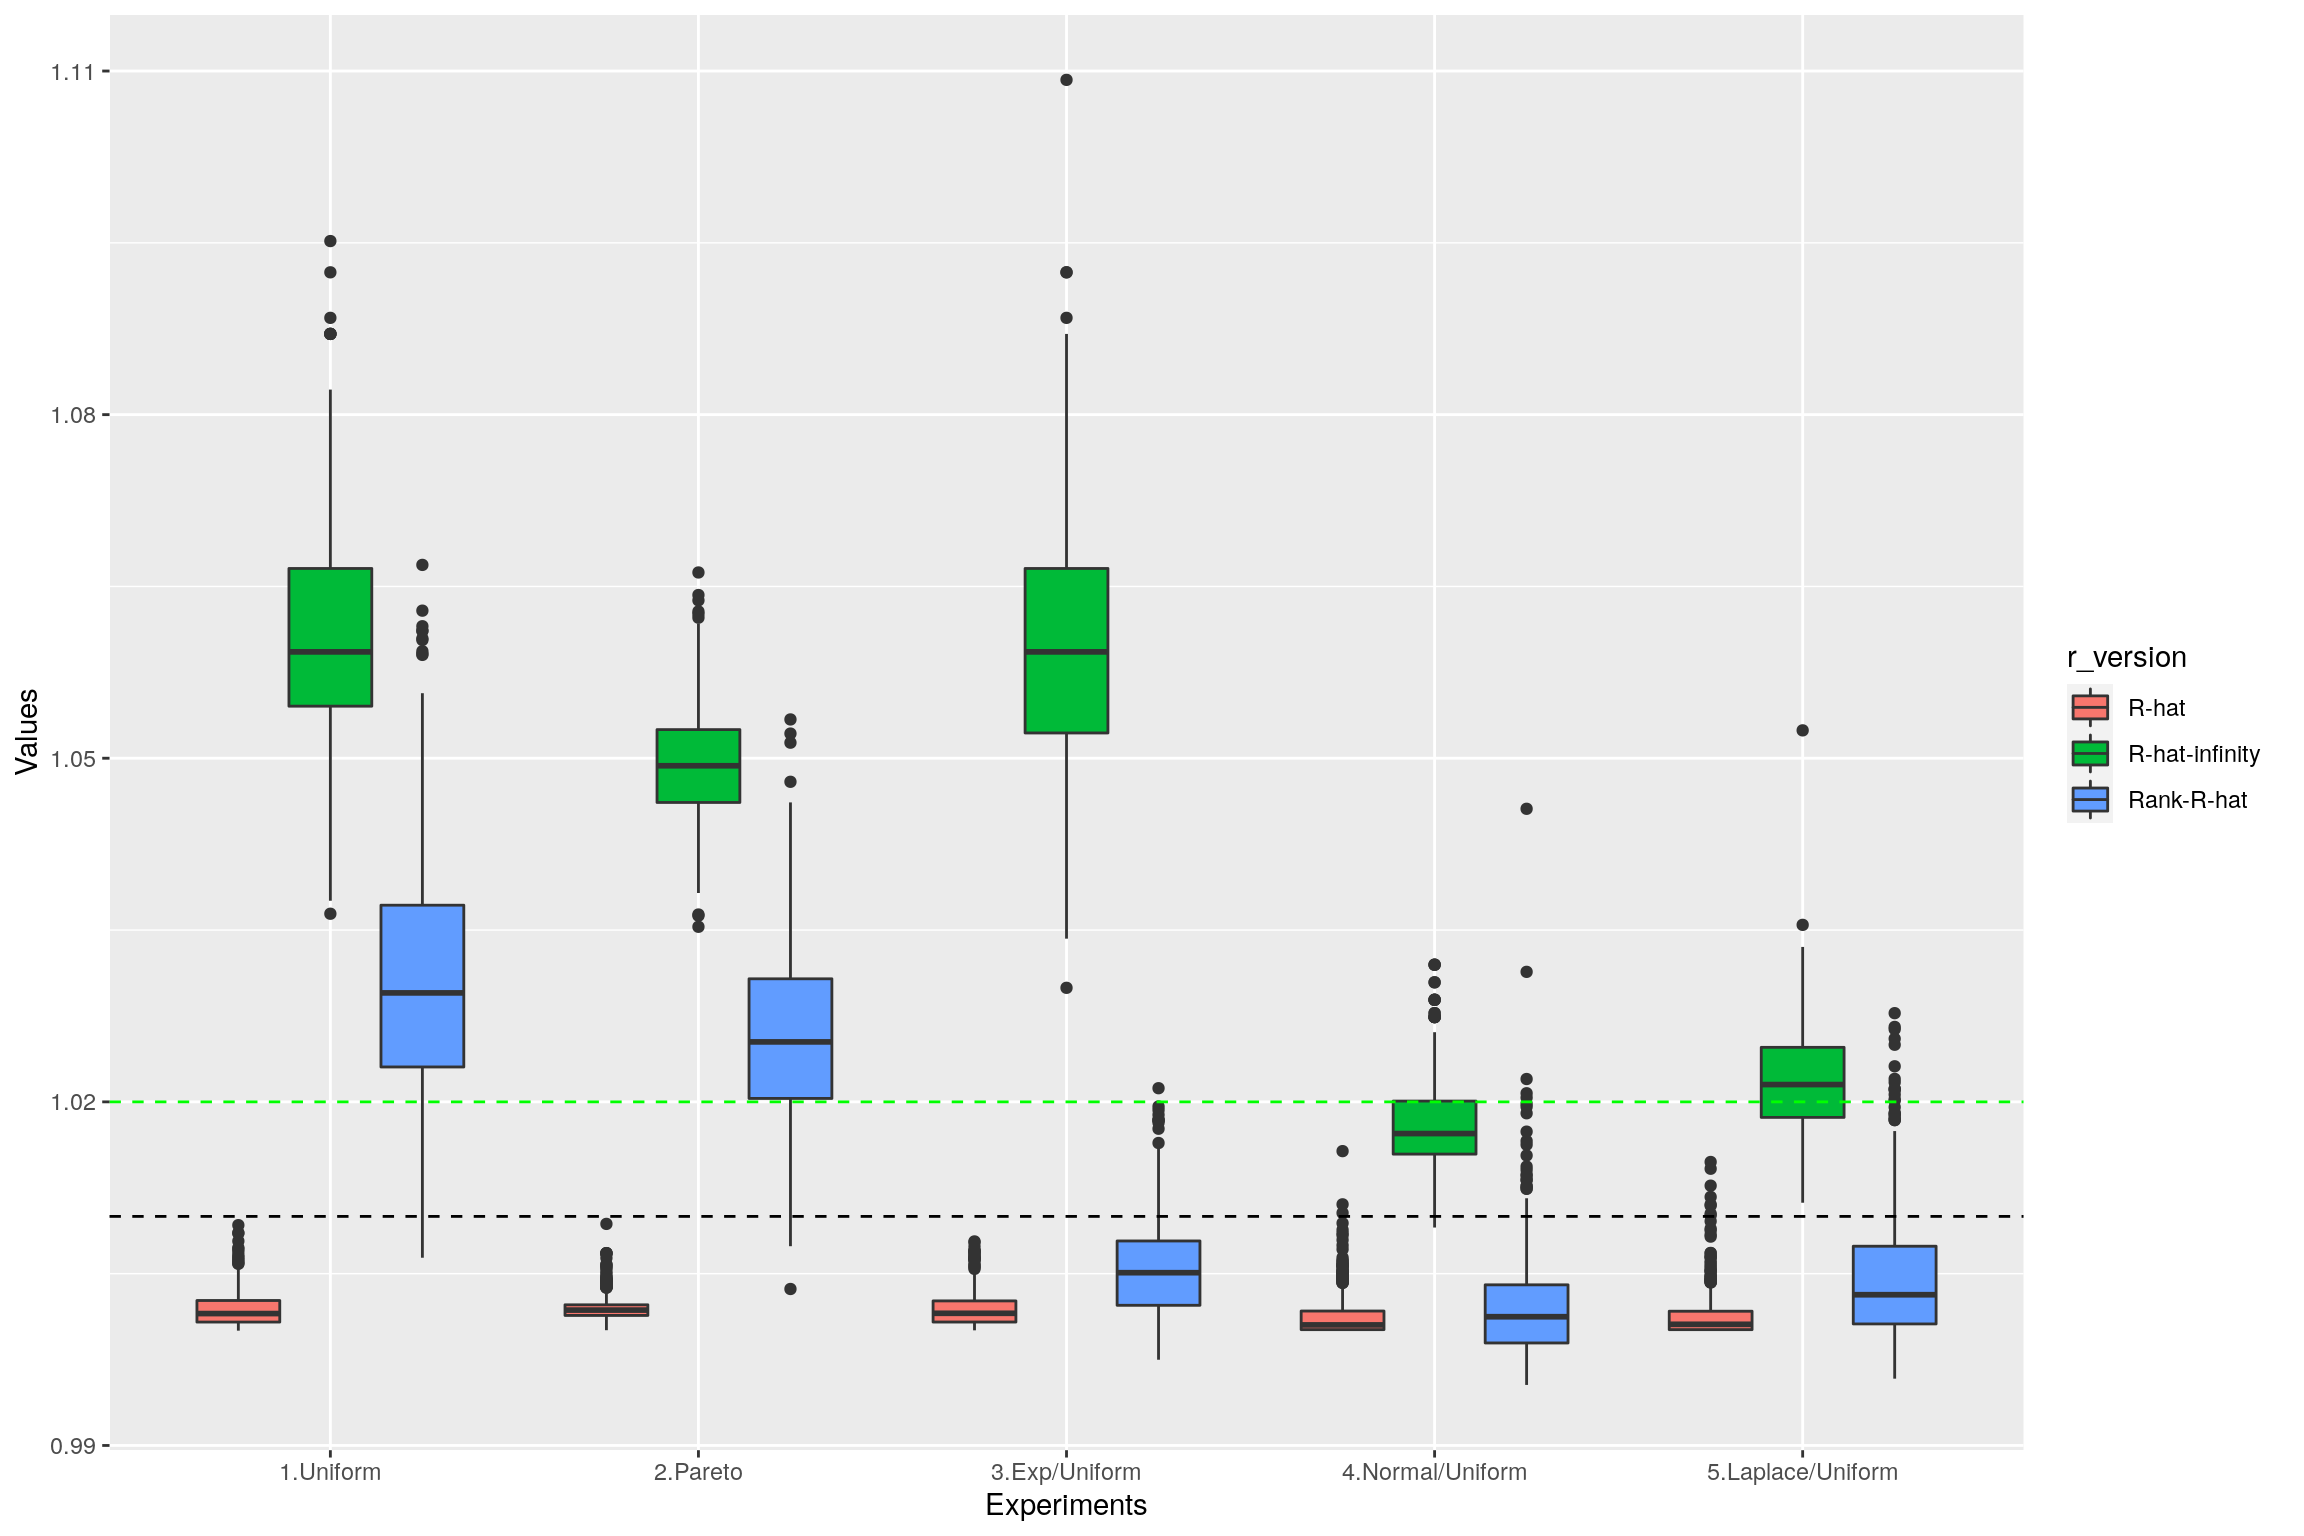 1.11
1.08
1.05
1.02
0.99
Values
1.Uniform
2.Pareto
3.Exp/Uniform
4.Normal/Uniform
5.Laplace/Uniform
Experiments
r_version
R-hat
R-hat-infinity
Rank-R-hat